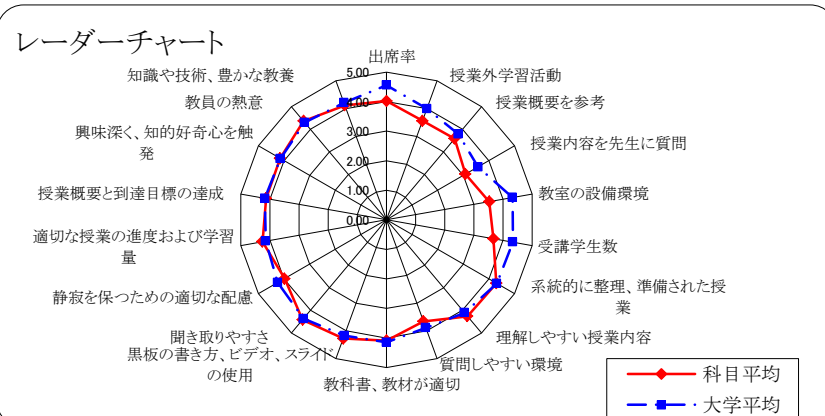 レーダーチャート
出席率
授業外学習活動
授業概要を参考
授業内容を先生に質問
教室の設備環境
受講学生数
系統的に整理、準備された授
業
理解しやすい授業内容
質問しやすい環境
教科書、教材が適切
黒板の書き方、ビデオ、スライド
の使用
聞き取りやすさ
静寂を保つための適切な配慮
適切な授業の進度および学習
量
授業概要と到達目標の達成
興味深く、知的好奇心を触
発
教員の熱意
知識や技術、豊かな教養
5.00
4.00
3.00
2.00
1.00
0.00
科目平均
大学平均